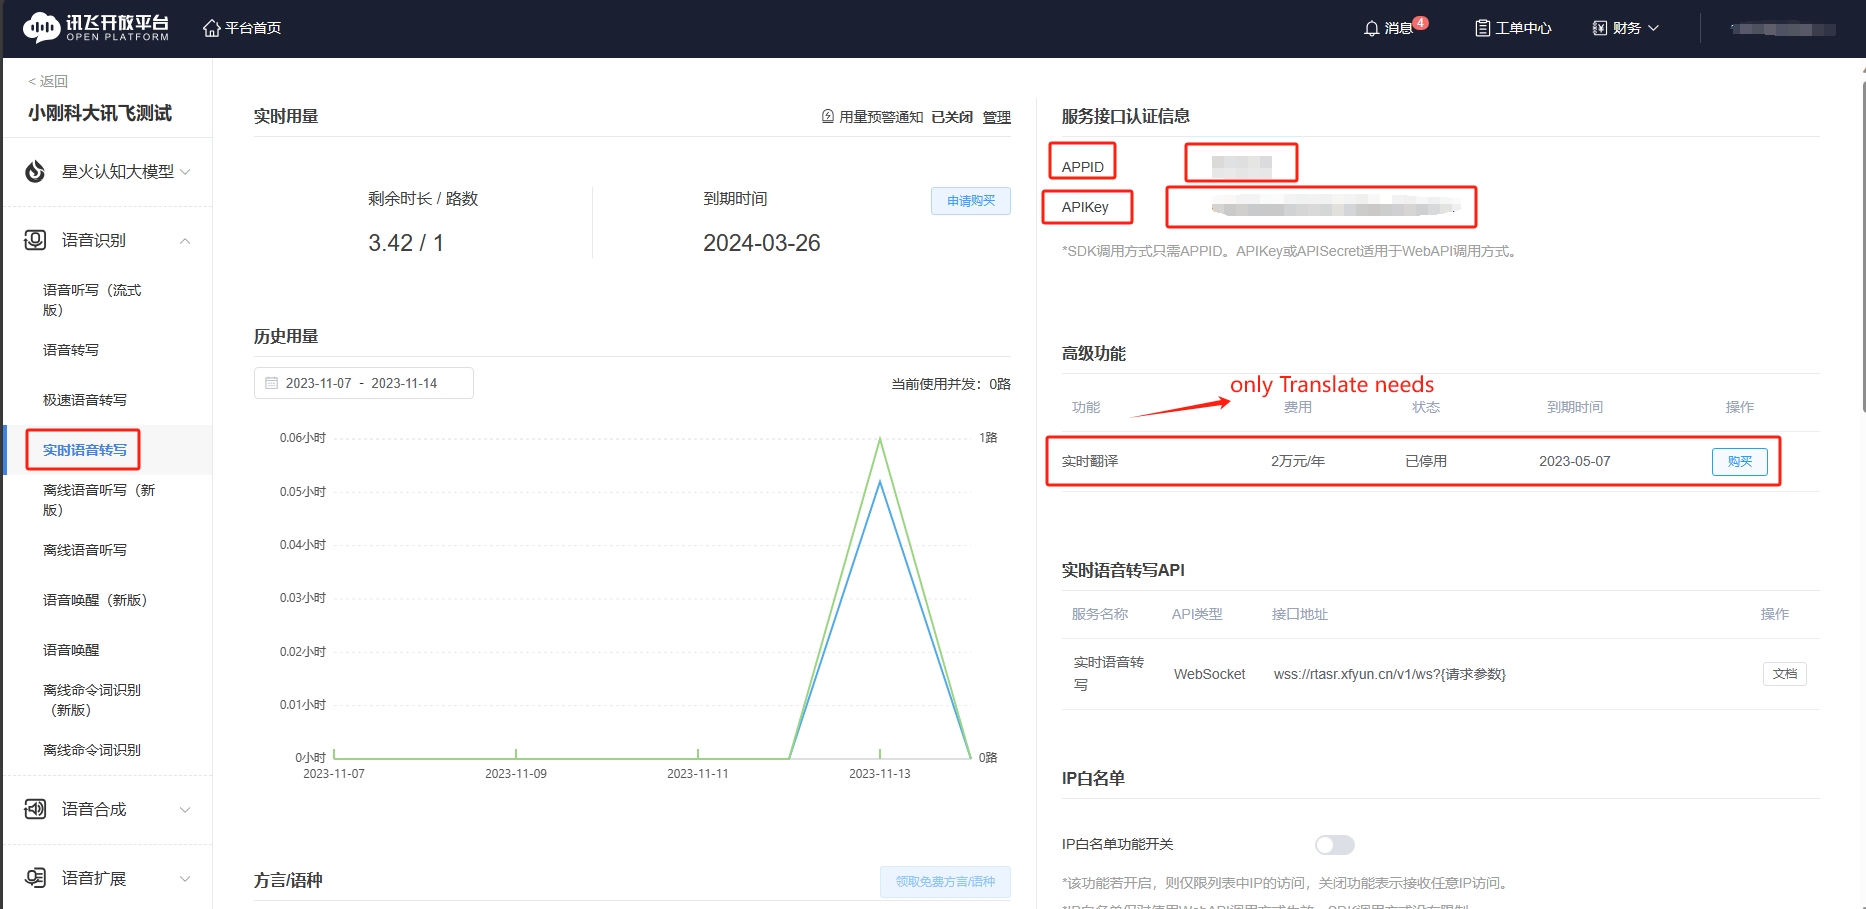 讯飞开放平台
OPEN PLATFORM
平台首页
消息 4
工单中心
财务
< 返回
小刚科大讯飞测试
星火认知大模型
语音识别
语音听写（流式
版）
语音转写
极速语音转写
实时语音转写
离线语音听写（新
版）
离线语音听写
语音唤醒（新版）
语音唤醒
离线命令词识别
（新版）
离线命令词识别
语音合成
语音扩展
实时用量
用量预警通知 已关闭 管理
剩余时长 / 路数
3.42 / 1
到期时间
2024-03-26
申请购买
历史用量
2023-11-07 - 2023-11-14
当前使用并发：0路
0.06小时
1路
0.05小时
0.04小时
0.03小时
0.02小时
0.01小时
0小时
0路
2023-11-07
2023-11-09
2023-11-11
2023-11-13
方言/语种
领取免费方言/语种
服务接口认证信息
APPID
APIKey
*SDK调用方式只需APPID。APIKey或APISecret适用于WebAPI调用方式。
高级功能
only Translate needs
功能 费用 状态 到期时间 操作
实时翻译 2万元/年 已停用 2023-05-07 购买
实时语音转写API
服务名称 API类型 接口地址 操作
实时语音转
写
WebSocket
wss://rtasr.xfyun.cn/v1/ws?{请求参数}
文档
IP白名单
IP白名单功能开关
*该功能若开启，则仅限列表中IP的访问，关闭功能表示接收任意IP访问。